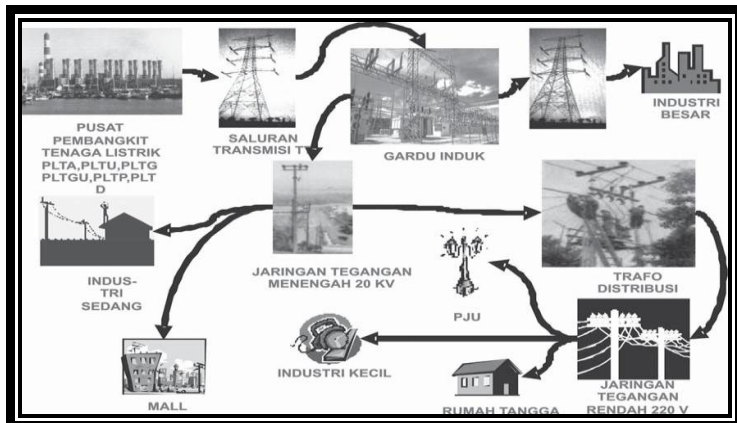 PUSAT
PEMBANGKIT
TENAGA LISTRIK
PLTA,PLTU,PLTG
PLTGU,PLTP,PLT
D
SALURAN
TRANSMISI T
GARDU INDUK
INDUSTRI
BESAR
INDUS-
TRI
SEDANG
JARINGAN TEGANGAN
MENENGAH 20 KV
TRAFO
DISTRIBUSI
PJU
MALL
INDUSTRI KECIL
RUMAH TANGGA
JARINGAN
TEGANGAN
RENDAH 220 V